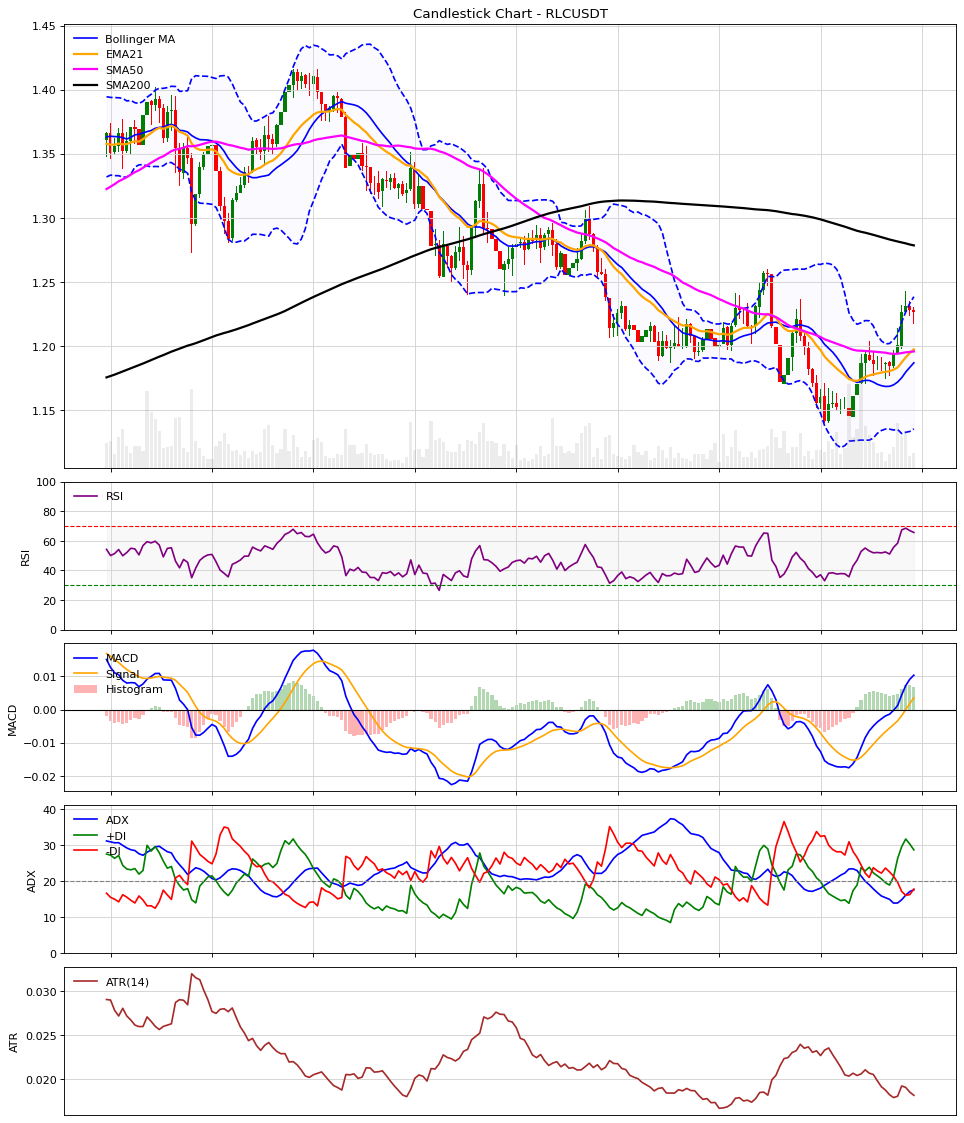 Candlestick Chart - RLCUSDT
Bollinger MA
EMA21
SMA50
SMA200
1.45
1.40
1.35
1.30
1.25
1.20
1.15
RSI
RSI
100
80
60
40
20
0
MACD
Signal
Histogram
MACD
0.01
0.00
−0.01
−0.02
ADX
+DI
-DI
ADX
40
30
20
10
0
ATR(14)
ATR
0.030
0.025
0.020